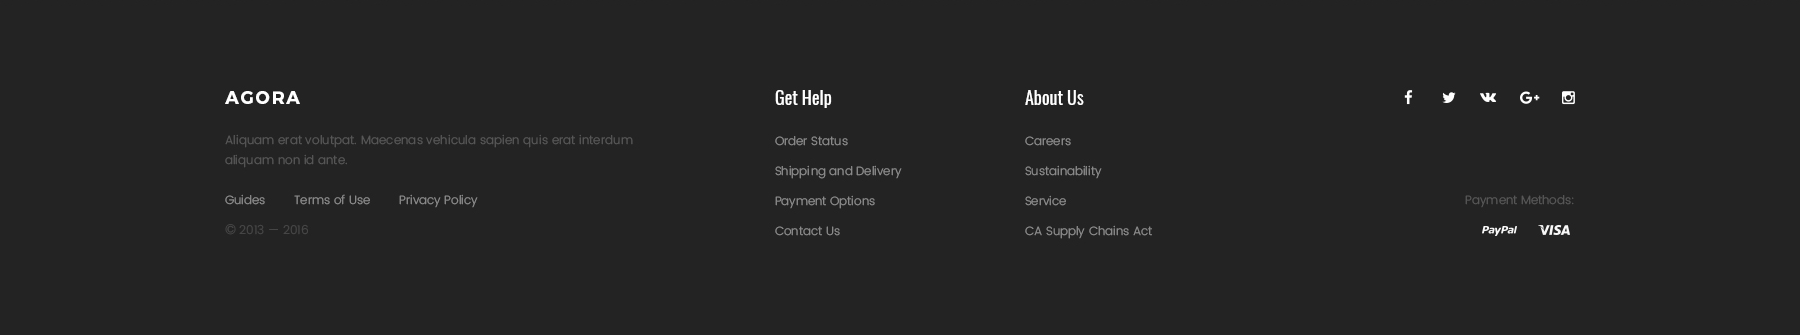 AGORA
Aliquam erat volutpat. Maecenas vehicula sapien quis erat interdum
aliquam non id ante.
Guides Terms of Use Privacy Policy
© 2013 — 2016
Get Help
Order Status
Shipping and Delivery
Payment Options
Contact Us
About Us
Careers
Sustainability
Service
CA Supply Chains Act
Payment Methods:
PayPal VISA